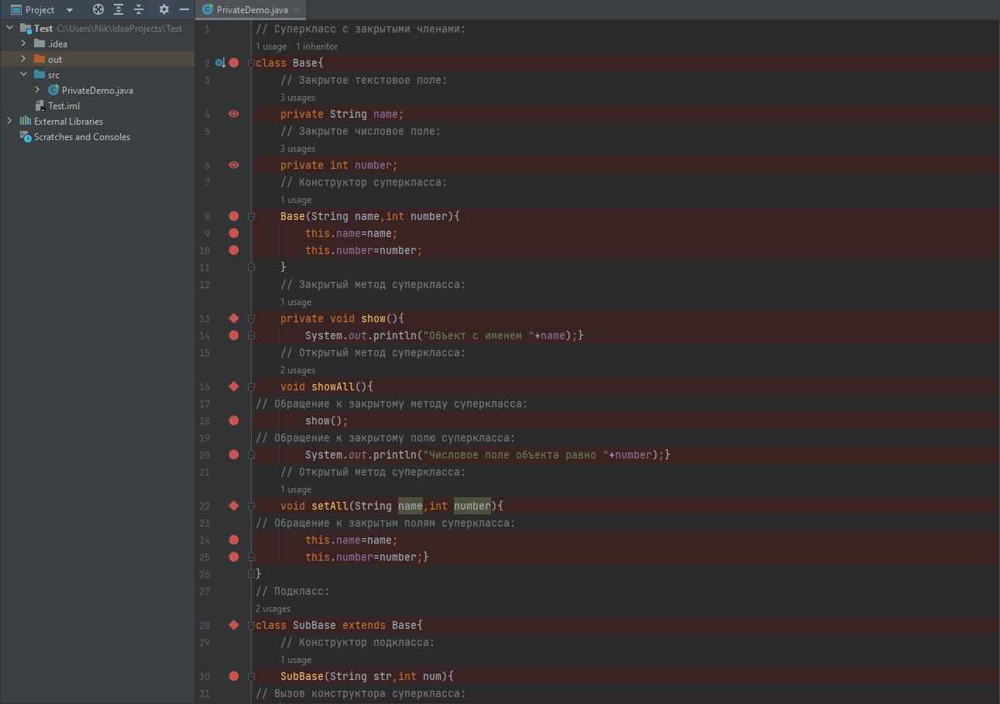 Project
PrivateDemo.java
Test C:\Users\Nik\IdeaProjects\Test
.idea
out
src
PrivateDemo.java
Test.iml
External Libraries
Scratches and Consoles
1 // Суперкласс с закрытыми членами:
1 usage 1 inheritor
2 class Base{
3 // Закрытое текстовое поле:
3 usages
4 private String name;
5 // Закрытое числовое поле:
3 usages
6 private int number;
7 // Конструктор суперкласса:
1 usage
8 Base(String name,int number){
9 this.name=name;
10 this.number=number;
11 }
12 // Закрытый метод суперкласса:
1 usage
13 private void show(){
14 System.out.println("Объект с именем "+name);}
15 // Открытый метод суперкласса:
2 usages
16 void showAll(){
17 // Обращение к закрытому методу суперкласса:
18 show();
19 // Обращение к закрытому полю суперкласса:
20 System.out.println("Числовое поле объекта равно "+number);}
21 // Открытый метод суперкласса:
1 usage
22 void setAll(String name,int number){
23 // Обращение к закрытым полям суперкласса:
24 this.name=name;
25 this.number=number;}
26 }
27 // Подкласс:
2 usages
28 class SubBase extends Base{
29 // Конструктор подкласса:
1 usage
30 SubBase(String str,int num){
31 // Вызов конструктора суперкласса: